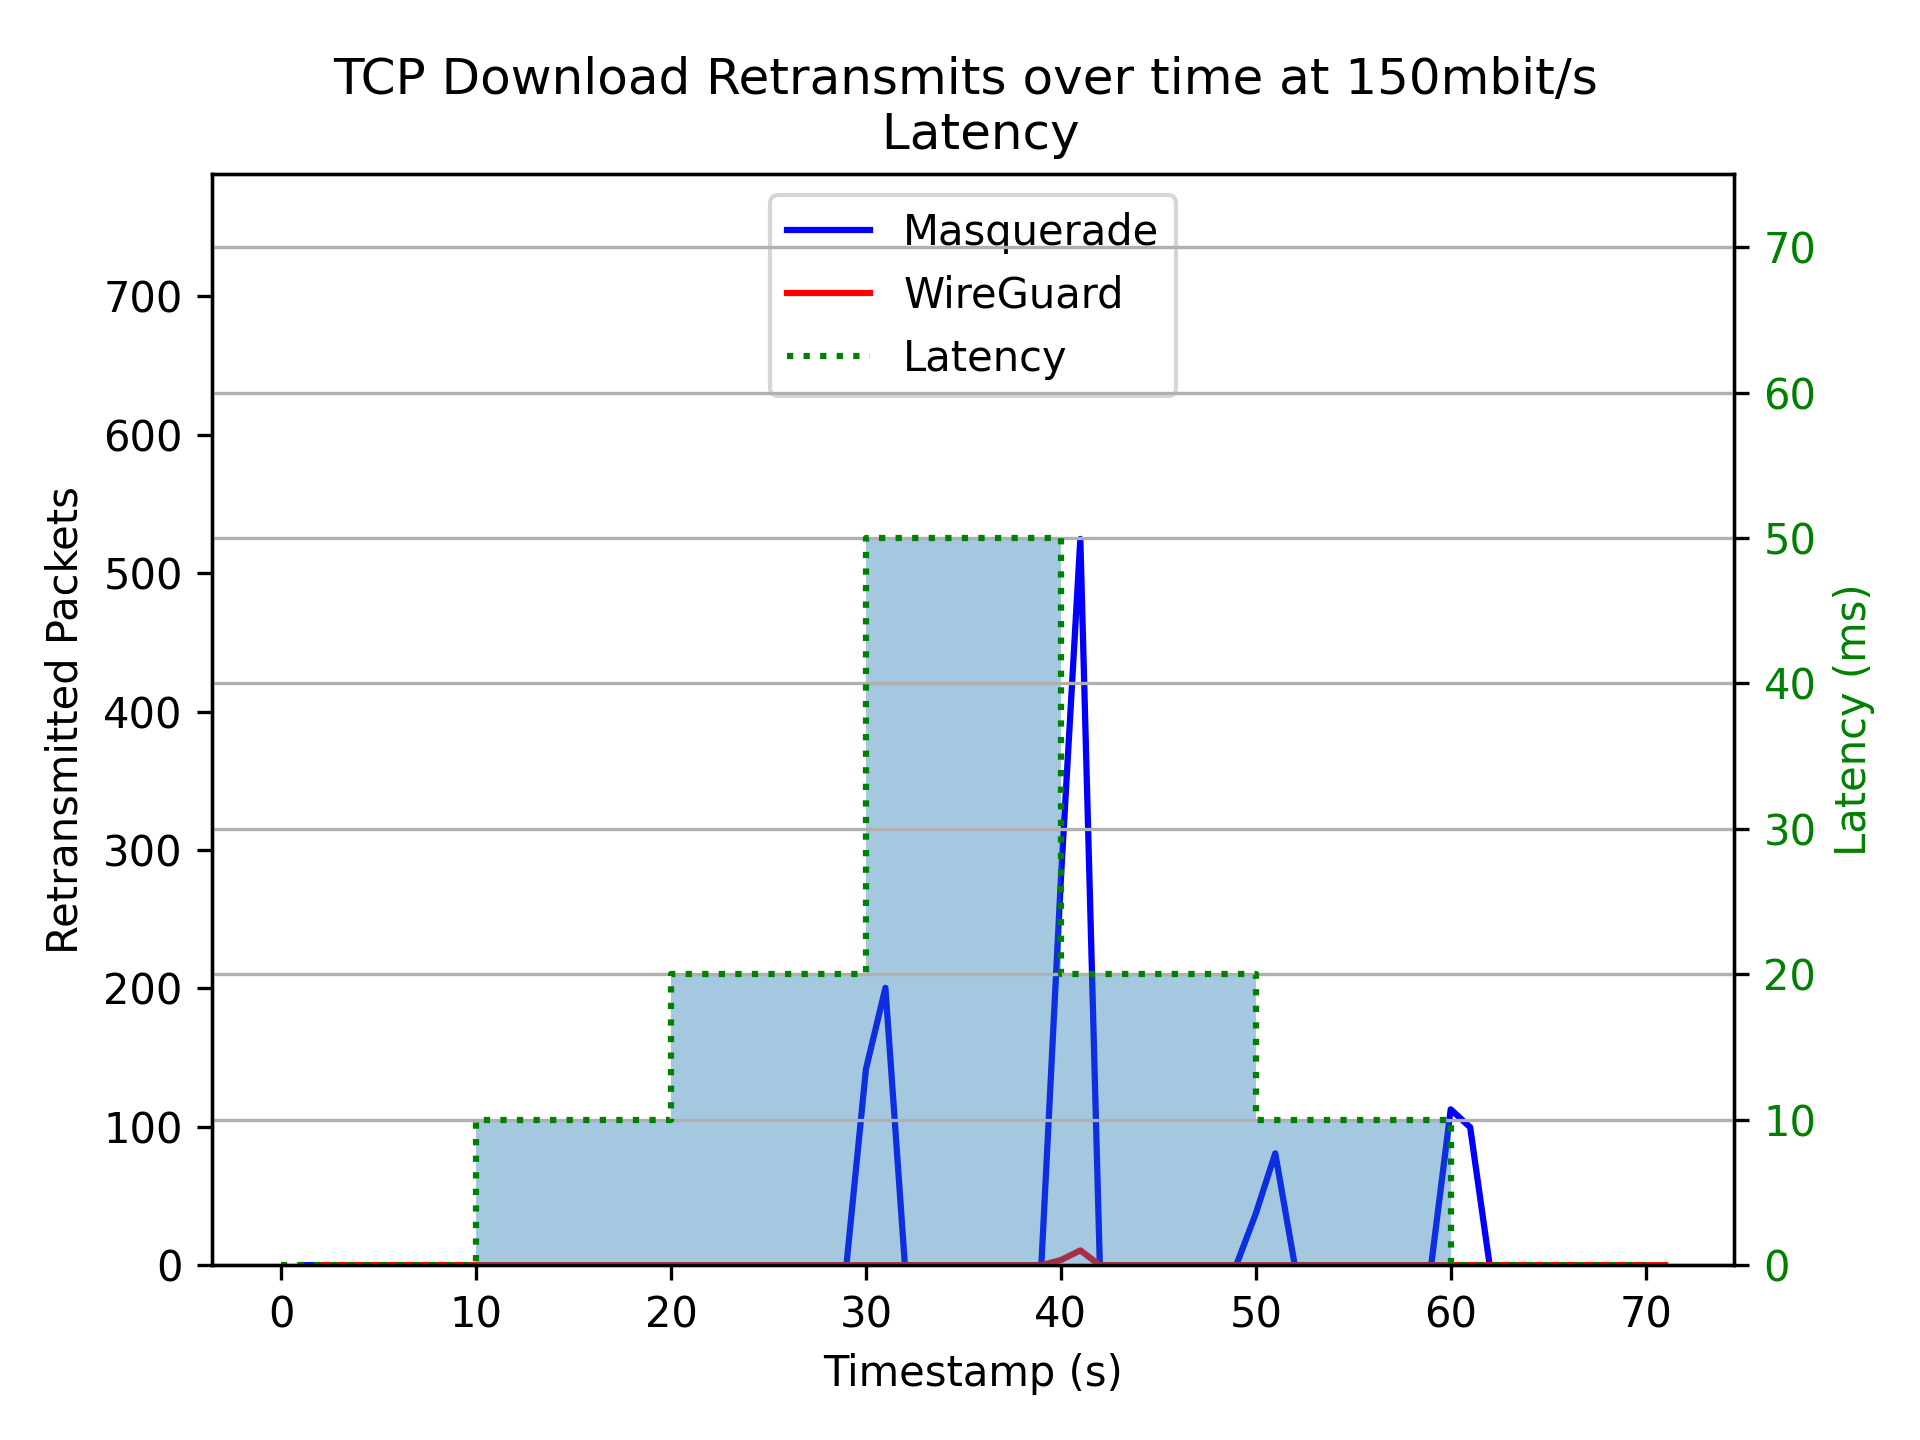 TCP Download Retransmits over time at 150mbit/s
Latency
Masquerade
WireGuard
Latency
Retransmitted Packets
700
600
500
400
300
200
100
0
70
60
50
40
30
20
10
0
Latency (ms)
0 10 20 30 40 50 60 70
Timestamp (s)